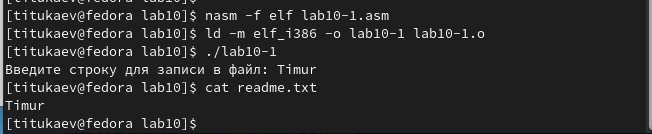 [titukaev@fedora lab10]$ nasm -f elf lab10-1.asm
[titukaev@fedora lab10]$ ld -m elf_i386 -o lab10-1 lab10-1.o
[titukaev@fedora lab10]$ ./lab10-1
Введите строку для записи в файл: Timur
[titukaev@fedora lab10]$ cat readme.txt
Timur
[titukaev@fedora lab10]$